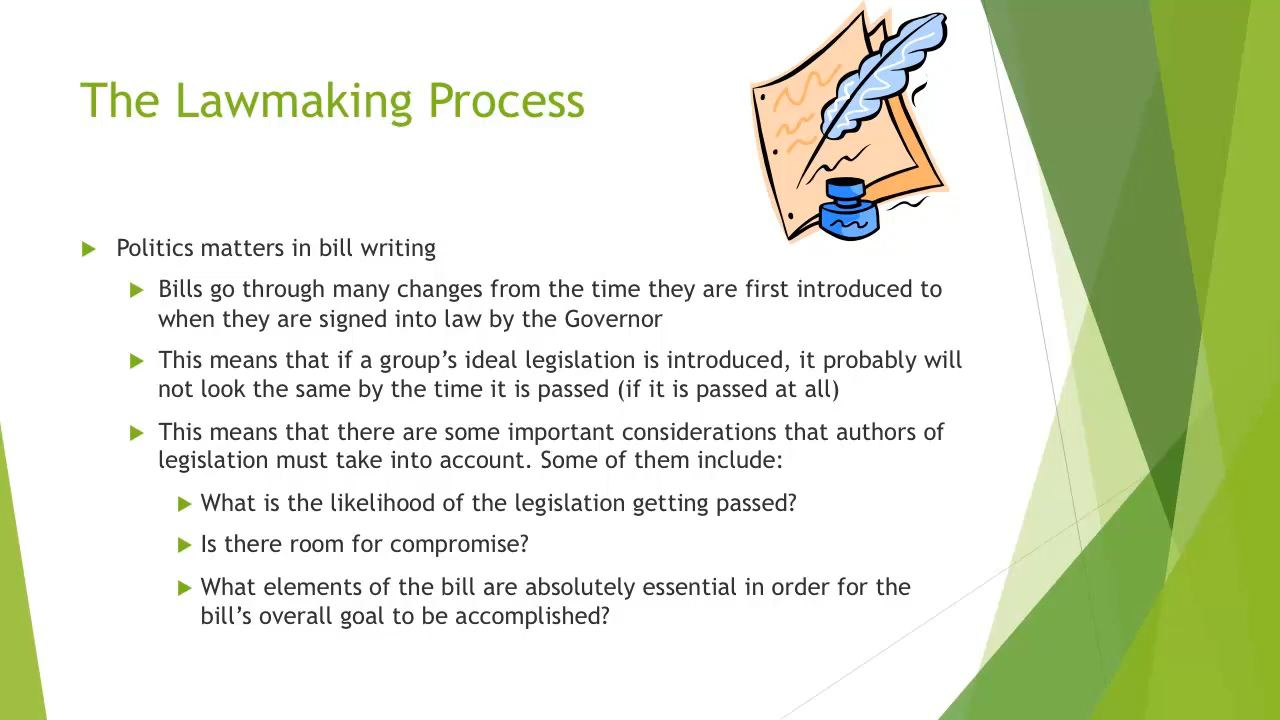 The Lawmaking Process
Politics matters in bill writing
Bills go through many changes from the time they are first introduced to
when they are signed into law by the Governor
This means that if a group’s ideal legislation is introduced, it probably will
not look the same by the time it is passed (if it is passed at all)
This means that there are some important considerations that authors of
legislation must take into account. Some of them include:
What is the likelihood of the legislation getting passed?
Is there room for compromise?
What elements of the bill are absolutely essential in order for the
bill’s overall goal to be accomplished?